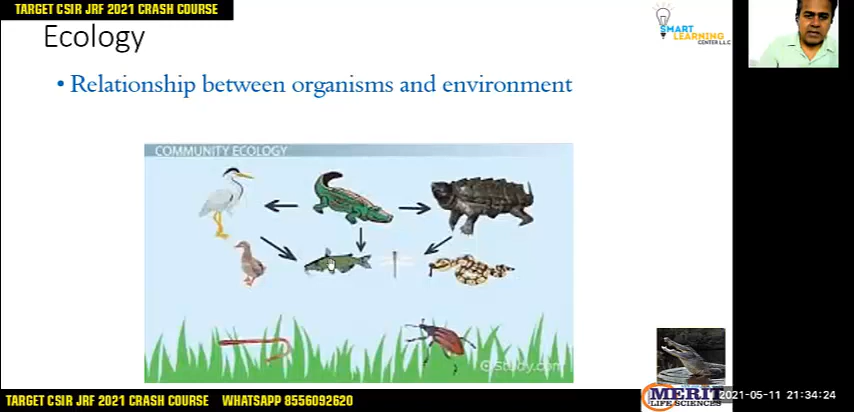 TARGET CSIR JRF 2021 CRASH COURSE
Ecology
SMART
LEARNING
CENTER L.L.C
• Relationship between organisms and environment
COMMUNITY ECOLOGY
© Study.com
TARGET CSIR JRF 2021 CRASH COURSE WHATSAPP 8556092620
MERIT
LIFE SCIENCES
2021-05-11 21:34:24